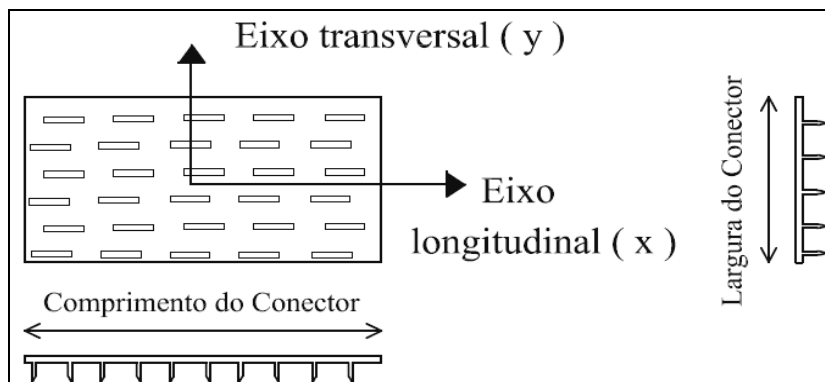 Eixo transversal ( y )
Eixo
longitudinal ( x )
Largura do Conector
Comprimento do Conector